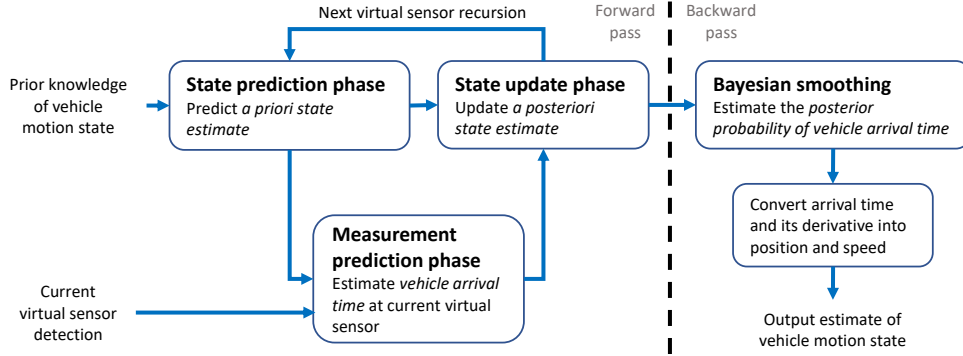 Next virtual sensor recursion
Forward
pass
Backward
pass
Prior knowledge
of vehicle
motion state
State prediction phase
Predict a priori state
estimate
State update phase
Update a posteriori
state estimate
Bayesian smoothing
Estimate the posterior
probability of vehicle arrival time
Convert arrival time
and its derivative into
position and speed
Measurement
prediction phase
Estimate vehicle arrival
time at current virtual
sensor
Current
virtual sensor
detection
Output estimate of
vehicle motion state